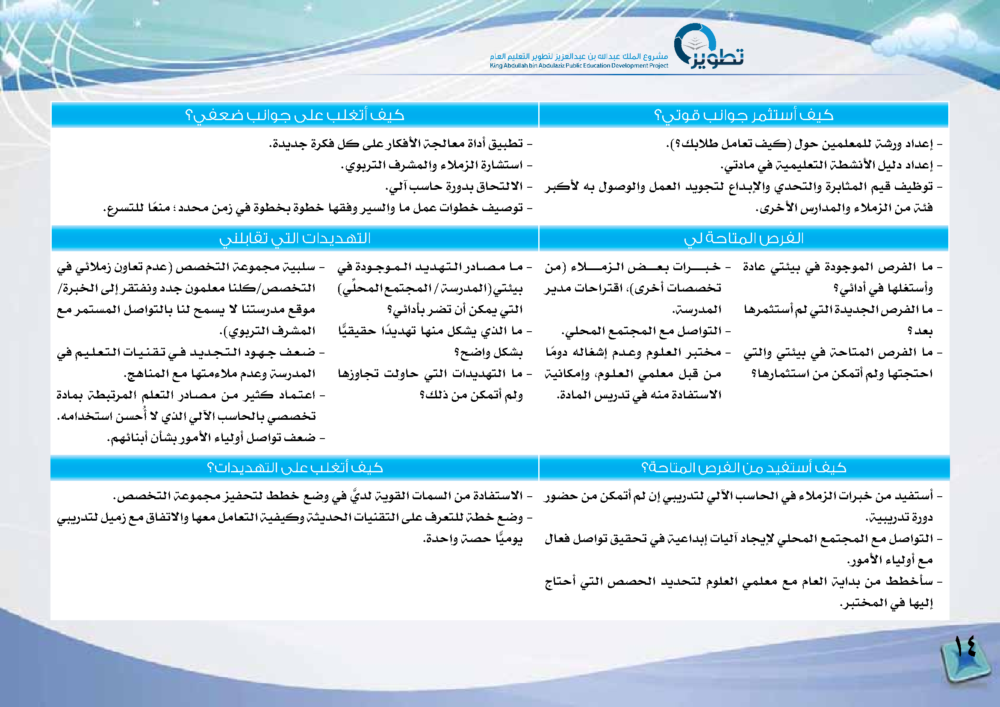 تطوير
مشروع الملك عبدالله بن عبدالعزيز لتطوير التعليم العام
King Abdullah bin Abdulaziz Public Education Development Project
كيف أستثمر جوانب قوتي؟
- إعداد ورشة للمعلمين حول (كيف تعامل طلابك؟).
- إعداد دليل الأنشطة التعليمية في مادتي.
- توظيف قيم المثابرة والتحدي والإبداع لتجويد العمل والوصول به لأكبر
فئة من الزملاء والمدارس الأخرى.
كيف أتغلب على جوانب ضعفي؟
- تطبيق أداة معالجة الأفكار على كل فكرة جديدة.
- استشارة الزملاء والمشرف التربوي.
- الالتحاق بدورة حاسب آلي.
- توصيف خطوات عمل ما والسير وفقها خطوة بخطوة في زمن محدد؛ منعًا للتسرع.
الفرص المتاحة لي
- ما الفرص الموجودة في بيئتي عادة
وأستغلها في أدائي؟
- ما الفرص الجديدة التي لم أستثمرها
بعد؟
- ما الفرص المتاحة في بيئتي والتي
احتجتها ولم أتمكن من استثمارها؟
- خبرات بعض الزملاء (من
تخصصات أخرى)، اقتراحات مدير
المدرسة.
- التواصل مع المجتمع المحلي.
- مختبر العلوم وعدم إشغاله دومًا
من قبل معلمي العلوم، وإمكانية
الاستفادة منه في تدريس المادة.
التهديدات التي تقابلني
- ما مصادر التهديد الموجودة في
بيئتي(المدرسة / المجتمع المحلّي)
التي يمكن أن تضر بأدائي؟
- ما الذي يشكل منها تهديدًا حقيقيًّا
بشكل واضح؟
- ما التهديدات التي حاولت تجاوزها
ولم أتمكن من ذلك؟
- سلبية مجموعة التخصص (عدم تعاون زملائي في
التخصص/كلنا معلمون جدد ونفتقر إلى الخبرة/
موقع مدرستنا لا يسمح لنا بالتواصل المستمر مع
المشرف التربوي).
- ضعف جهود التجديد في تقنيات التعليم في
المدرسة وعدم ملاءمتها مع المناهج.
- اعتماد كثير من مصادر التعلم المرتبطة بمادة
تخصصي بالحاسب الآلي الذي لا أُحسن استخدامه.
- ضعف تواصل أولياء الأمور بشأن أبنائهم.
كيف أستفيد من الفرص المتاحة؟
- أستفيد من خبرات الزملاء في الحاسب الآلي لتدريبي إن لم أتمكن من حضور
دورة تدريبية.
- التواصل مع المجتمع المحلي لإيجاد آليات إبداعية في تحقيق تواصل فعال
مع أولياء الأمور.
- سأخطط من بداية العام مع معلمي العلوم لتحديد الحصص التي أحتاج
إليها في المختبر.
كيف أتغلب على التهديدات؟
- الاستفادة من السمات القوية لديَّ في وضع خطط لتحفيز مجموعة التخصص.
- وضع خطة للتعرف على التقنيات الحديثة وكيفية التعامل معها والاتفاق مع زميل لتدريبي
يوميًّا حصة واحدة.
١٤